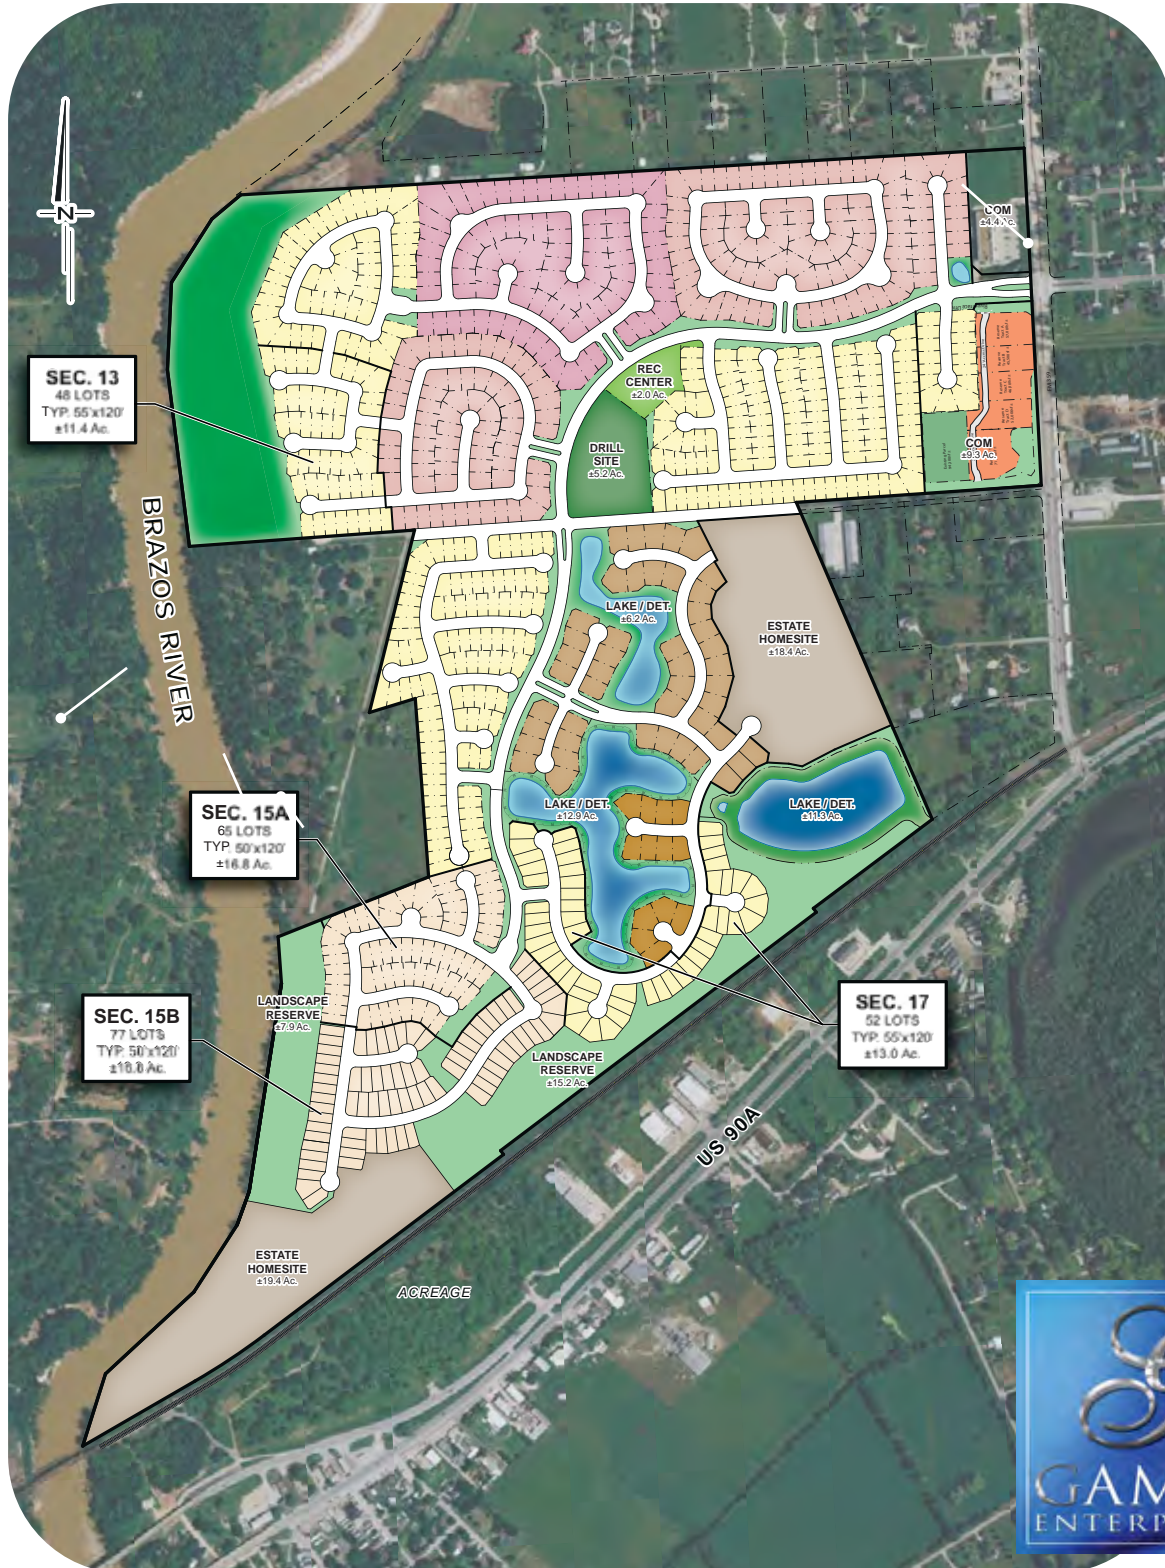 N
COM
±4.4 Ac.
SEC. 13
48 LOTS
TYP. 55'x120'
±11.4 Ac.
REC
CENTER
±2.0 Ac.
DRILL
SITE
±5.2 Ac.
COM
±9.3 Ac.
BRAZOS RIVER
LAKE / DET.
±6.2 Ac.
ESTATE
HOMESITE
±18.4 Ac.
SEC. 15A
65 LOTS
TYP. 50'x120'
±16.8 Ac.
LAKE / DET.
±12.9 Ac.
LAKE / DET.
±11.3 Ac.
SEC. 15B
77 LOTS
TYP. 50'x120'
±18.8 Ac.
LANDSCAPE
RESERVE
±7.9 Ac.
SEC. 17
52 LOTS
TYP. 55'x120'
±13.0 Ac.
LANDSCAPE
RESERVE
±15.2 Ac.
US 90A
ESTATE
HOMESITE
±19.4 Ac.
ACREAGE
GAM
ENTERP